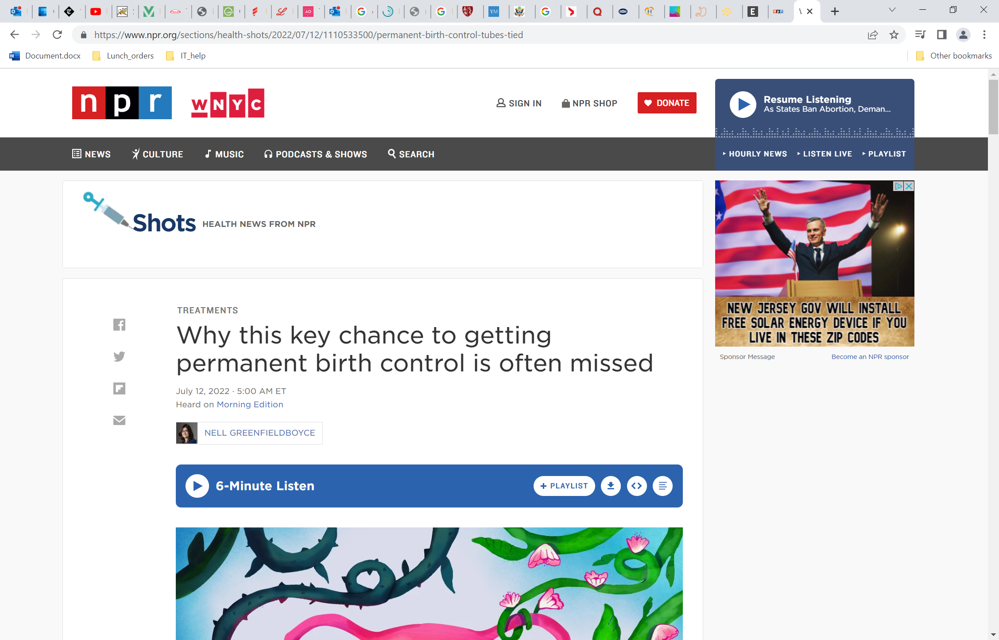 https://www.npr.org/sections/health-shots/2022/07/12/1110533500/permanent-birth-control-tubes-tied
Document.docx
Lunch_orders
IT_help
Other bookmarks
npr
WNYC
SIGN IN
NPR SHOP
DONATE
Resume Listening
As States Ban Abortion, Deman...
NEWS
CULTURE
MUSIC
PODCASTS & SHOWS
SEARCH
HOURLY NEWS
LISTEN LIVE
PLAYLIST
Shots
HEALTH NEWS FROM NPR
NEW JERSEY GOV WILL INSTALL
FREE SOLAR ENERGY DEVICE IF YOU
LIVE IN THESE ZIP CODES
Sponsor Message
Become an NPR sponsor
TREATMENTS
Why this key chance to getting
permanent birth control is often missed
July 12, 2022 · 5:00 AM ET
Heard on Morning Edition
NELL GREENFIELDBOYCE
6-Minute Listen
+ PLAYLIST